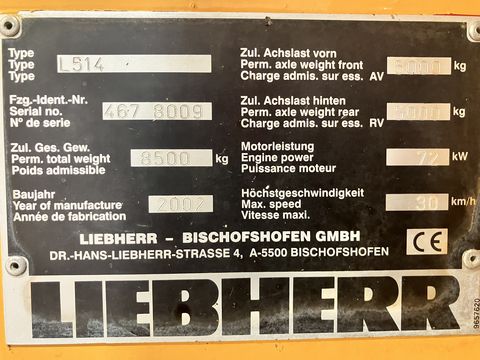 Type
Type L514
Type
Fzg.-Ident.-Nr.
Serial no. 467 8009
N° de serie
Zul. Ges. Gew.
Perm. total weight 8500 kg
Poids admissible
Baujahr
Year of manufacture 2002
Année de fabrication
Zul. Achslast vorn
Perm. axle weight front kg
Charge admis. sur ess. AV
Zul. Achslast hinten
Perm. axle weight rear kg
Charge admis. sur ess. RV
Motorleistung
Engine power 72 kW
Puissance moteur
Höchstgeschwindigkeit
Max. speed 30 km/h
Vitesse maxi.
LIEBHERR – BISCHOFSHOFEN GMBH
DR.-HANS-LIEBHERR-STRASSE 4, A-5500 BISCHOFSHOFEN
CE
LIEBHERR
9657620